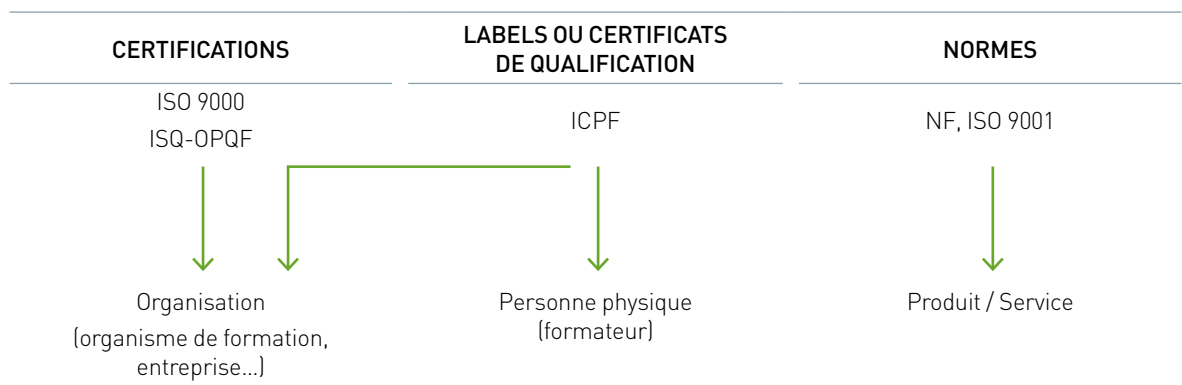 CERTIFICATIONS
LABELS OU CERTIFICATS
DE QUALIFICATION
NORMES
ISO 9000
ISQ-OPQF
ICPF
NF, ISO 9001
Organisation
(organisme de formation,
entreprise...)
Personne physique
(formateur)
Produit / Service